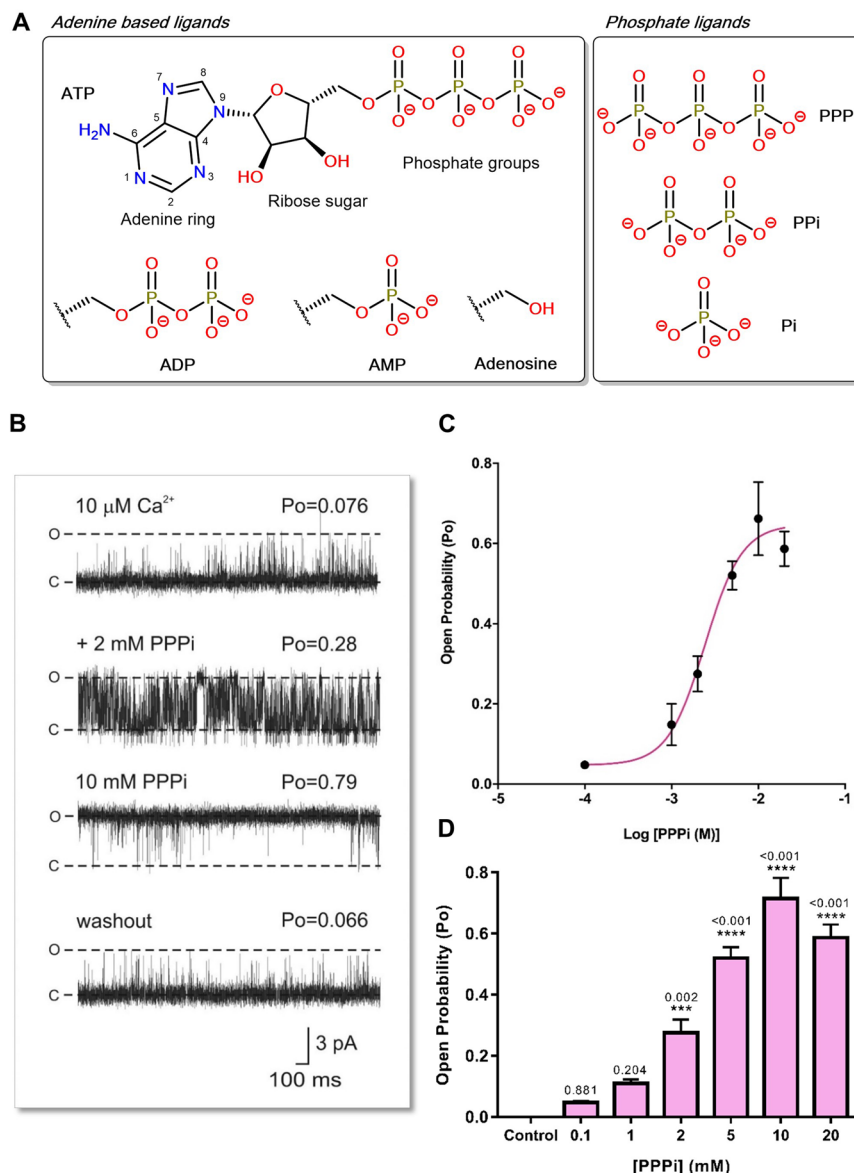 A
Adenine based ligands
Phosphate ligands
ATP
7
N
8
9
N
5
6
4
H₂N
N
1
N
3
2
Adenine ring
O
HO
OH
Ribose sugar
O O O
O P O P O P O ⊖
O⊖ O⊖ O⊖
Phosphate groups
O O
O P O P O ⊖
O⊖ O⊖
ADP
O
O P O ⊖
O⊖
AMP
OH
Adenosine
O O O
⊖ O P O P O P O ⊖
O⊖ O⊖ O⊖
PPP
O O
⊖ O P O P O ⊖
O⊖ O⊖
PPi
O
⊖ O P O ⊖
O⊖
Pi
B
10 μM Ca²⁺ Po=0.076
O
C
+ 2 mM PPPi Po=0.28
O
C
10 mM PPPi Po=0.79
O
C
washout Po=0.066
O
C
3 pA
100 ms
C
Open Probability (Po)
0.8
0.6
0.4
0.2
0.0
-5 -4 -3 -2 -1
Log [PPPi (M)]
D
Open Probability (Po)
0.8
0.6
0.4
0.2
0.0
0.881
0.204
0.002
***
<0.001
****
<0.001
****
<0.001
****
Control 0.1 1 2 5 10 20
[PPPi] (mM)